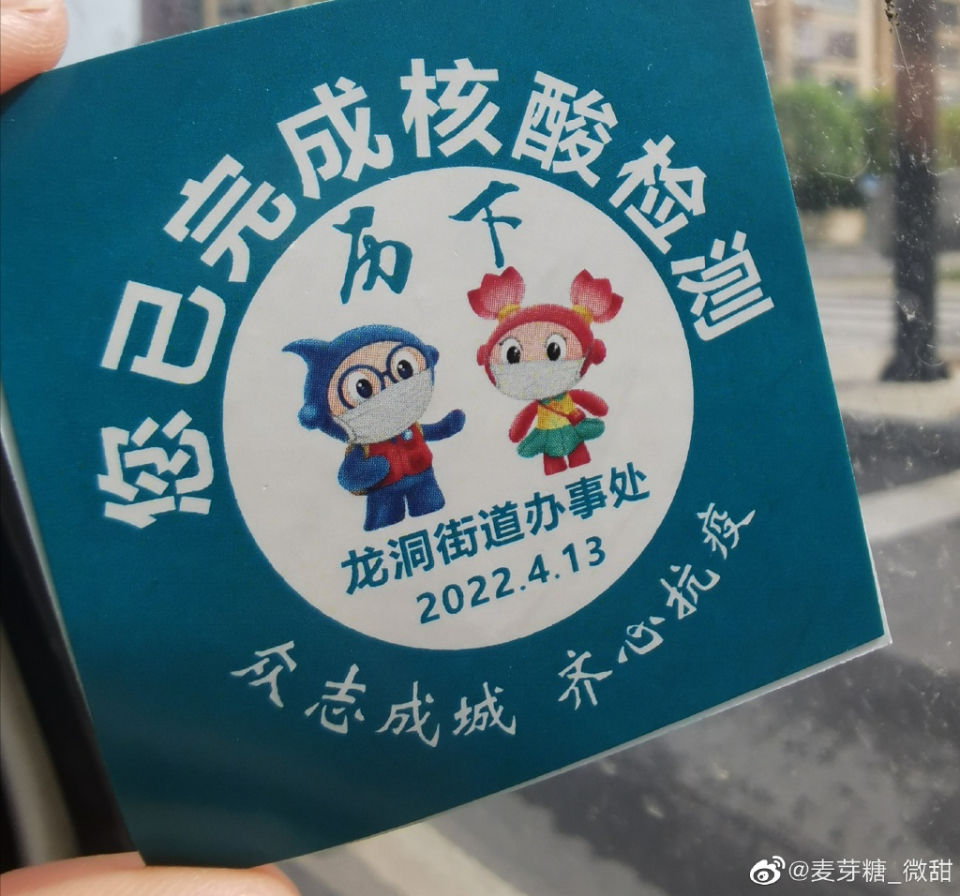 您已完成核酸检测
历下
龙洞街道办事处
2022.4.13
众志成城 齐心抗疫
@麦芽糖_微甜